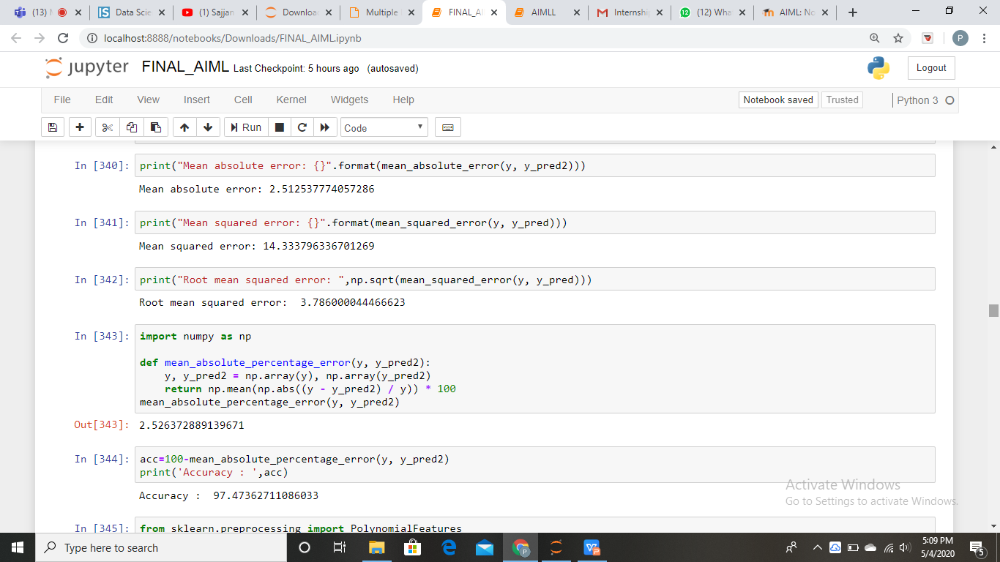 (13) M
Data Scie
(1) Sajjan
Downloa
Multiple
FINAL_A
AIMLL
Internshi
(12) Wha
AIML: No
localhost:8888/notebooks/Downloads/FINAL_AIML.ipynb
P
jupyter FINAL_AIML Last Checkpoint: 5 hours ago (autosaved)
Logout
File Edit View Insert Cell Kernel Widgets Help
Notebook saved Trusted Python 3
Run Code
In [340]: print("Mean absolute error: {}".format(mean_absolute_error(y, y_pred2)))
Mean absolute error: 2.512537774057286
In [341]: print("Mean squared error: {}".format(mean_squared_error(y, y_pred)))
Mean squared error: 14.333796336701269
In [342]: print("Root mean squared error: ",np.sqrt(mean_squared_error(y, y_pred)))
Root mean squared error:  3.786000044466623
In [343]: import numpy as np
def mean_absolute_percentage_error(y, y_pred2):
    y, y_pred2 = np.array(y), np.array(y_pred2)
    return np.mean(np.abs((y - y_pred2) / y)) * 100
mean_absolute_percentage_error(y, y_pred2)
Out[343]: 2.526372889139671
In [344]: acc=100-mean_absolute_percentage_error(y, y_pred2)
print('Accuracy : ',acc)
Accuracy :  97.47362711086033
In [345]: from sklearn.preprocessing import PolynomialFeatures
Activate Windows
Go to Settings to activate Windows.
Type here to search
5:09 PM
5/4/2020
5